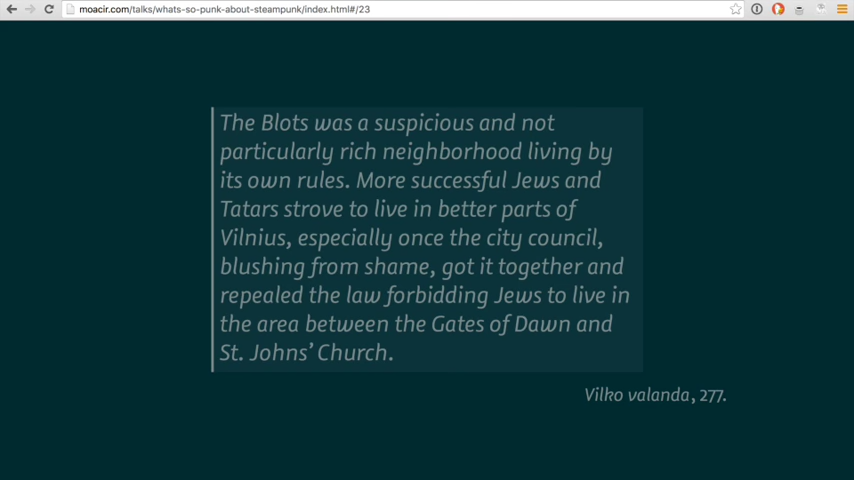 moacir.com/talks/whats-so-punk-about-steampunk/index.html#/23
The Blots was a suspicious and not
particularly rich neighborhood living by
its own rules. More successful Jews and
Tatars strove to live in better parts of
Vilnius, especially once the city council,
blushing from shame, got it together and
repealed the law forbidding Jews to live in
the area between the Gates of Dawn and
St. Johns’ Church.
Vilko valanda, 277.